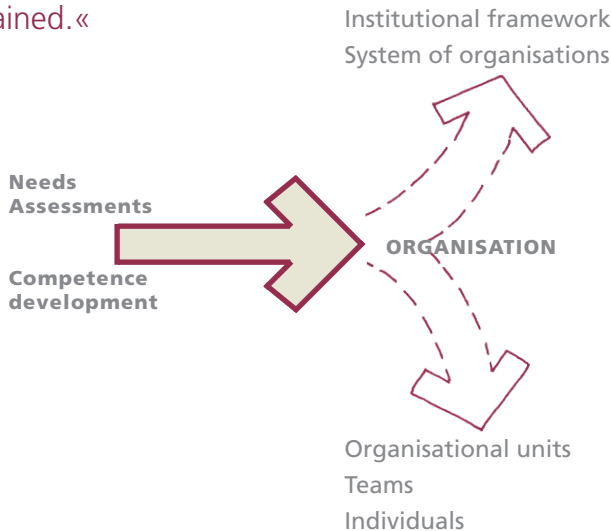 ained.«
Institutional framework
System of organisations
Needs
Assessments
ORGANISATION
Competence
development
Organisational units
Teams
Individuals